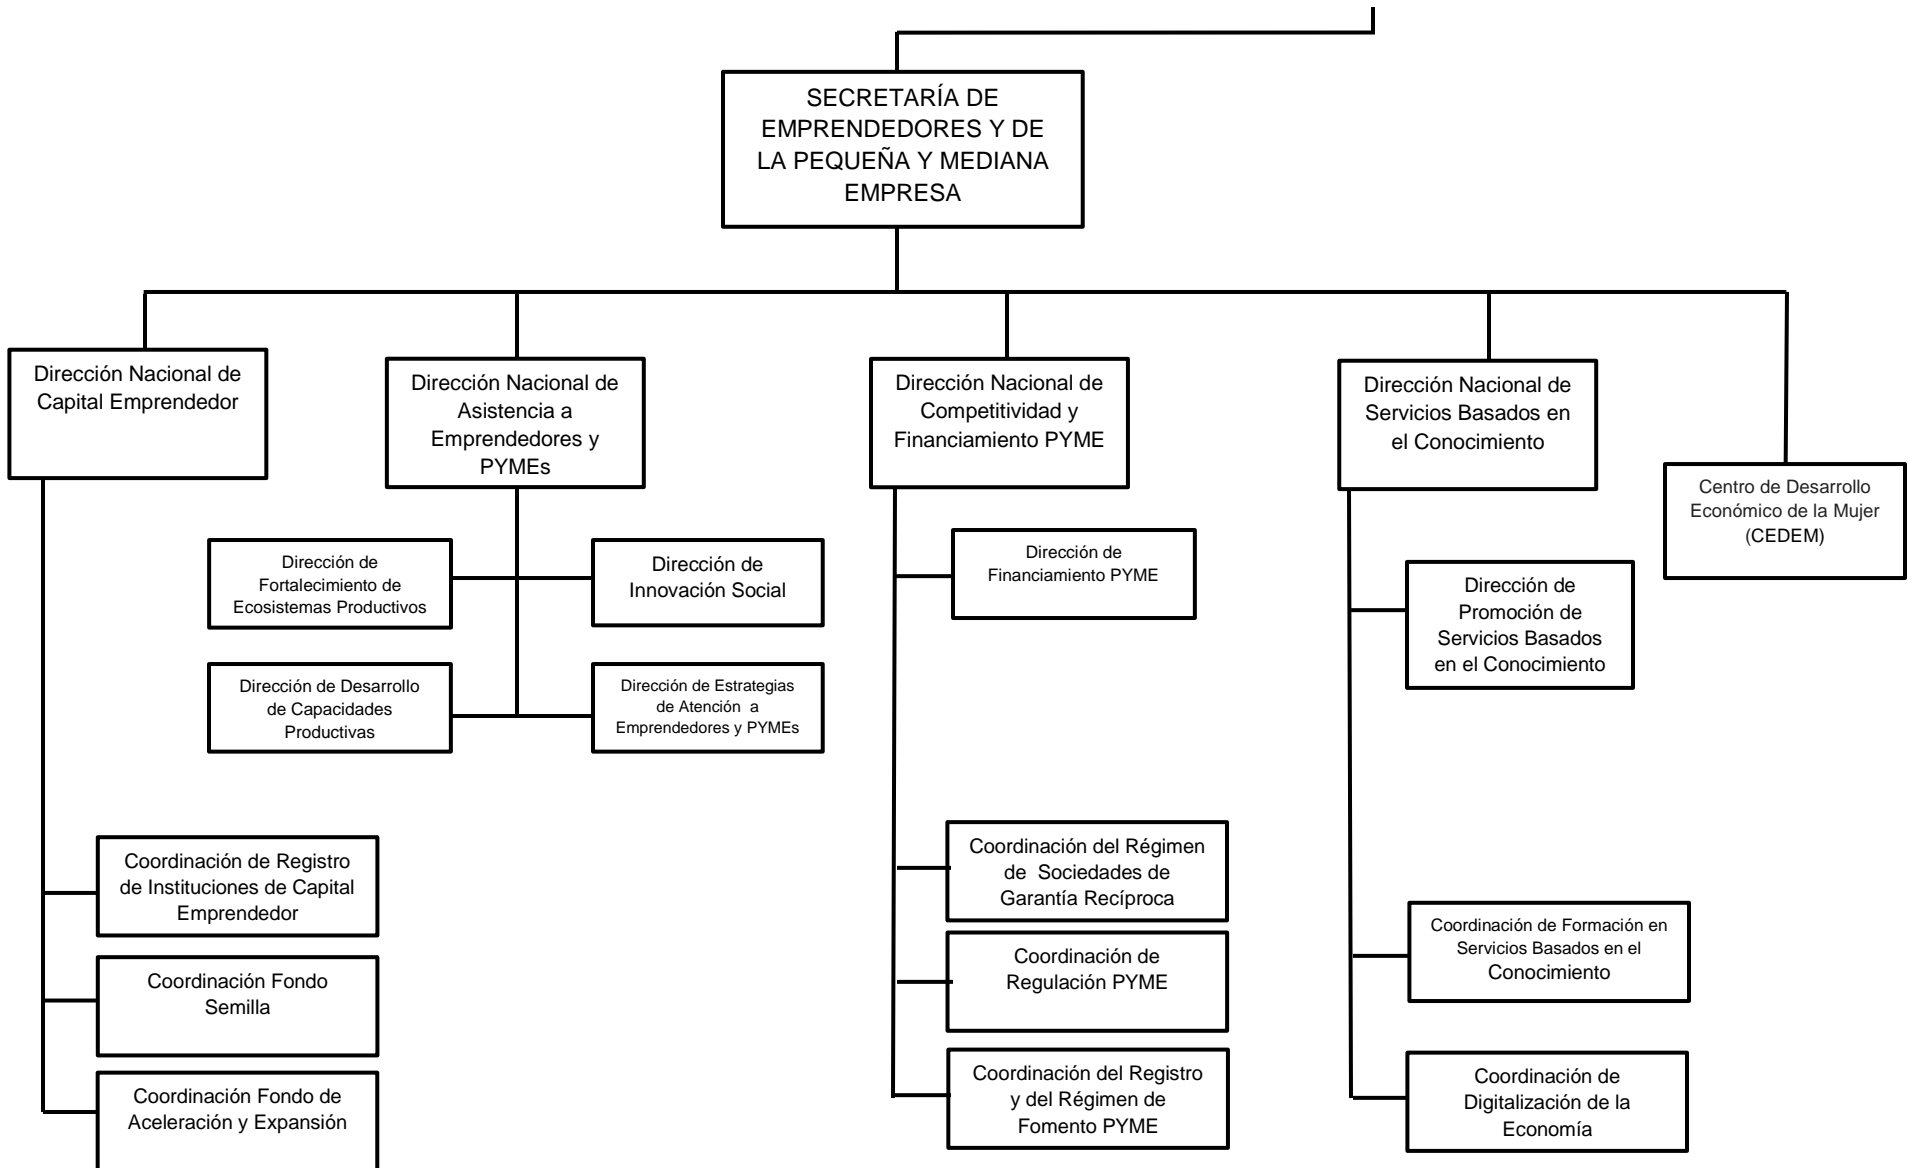 SECRETARÍA DE
EMPRENDEDORES Y DE
LA PEQUEÑA Y MEDIANA
EMPRESA
Dirección Nacional de
Capital Emprendedor
Dirección Nacional de
Asistencia a
Emprendedores y
PYMEs
Dirección Nacional de
Competitividad y
Financiamiento PYME
Dirección Nacional de
Servicios Basados en
el Conocimiento
Centro de Desarrollo
Económico de la Mujer
(CEDEM)
Dirección de
Fortalecimiento de
Ecosistemas Productivos
Dirección de
Innovación Social
Dirección de
Financiamiento PYME
Dirección de
Promoción de
Servicios Basados
en el Conocimiento
Dirección de Desarrollo
de Capacidades
Productivas
Dirección de Estrategias
de Atención a
Emprendedores y PYMEs
Coordinación de Registro
de Instituciones de Capital
Emprendedor
Coordinación del Régimen
de Sociedades de
Garantía Recíproca
Coordinación de Formación en
Servicios Basados en el
Conocimiento
Coordinación Fondo
Semilla
Coordinación de
Regulación PYME
Coordinación Fondo de
Aceleración y Expansión
Coordinación del Registro
y del Régimen de
Fomento PYME
Coordinación de
Digitalización de la
Economía